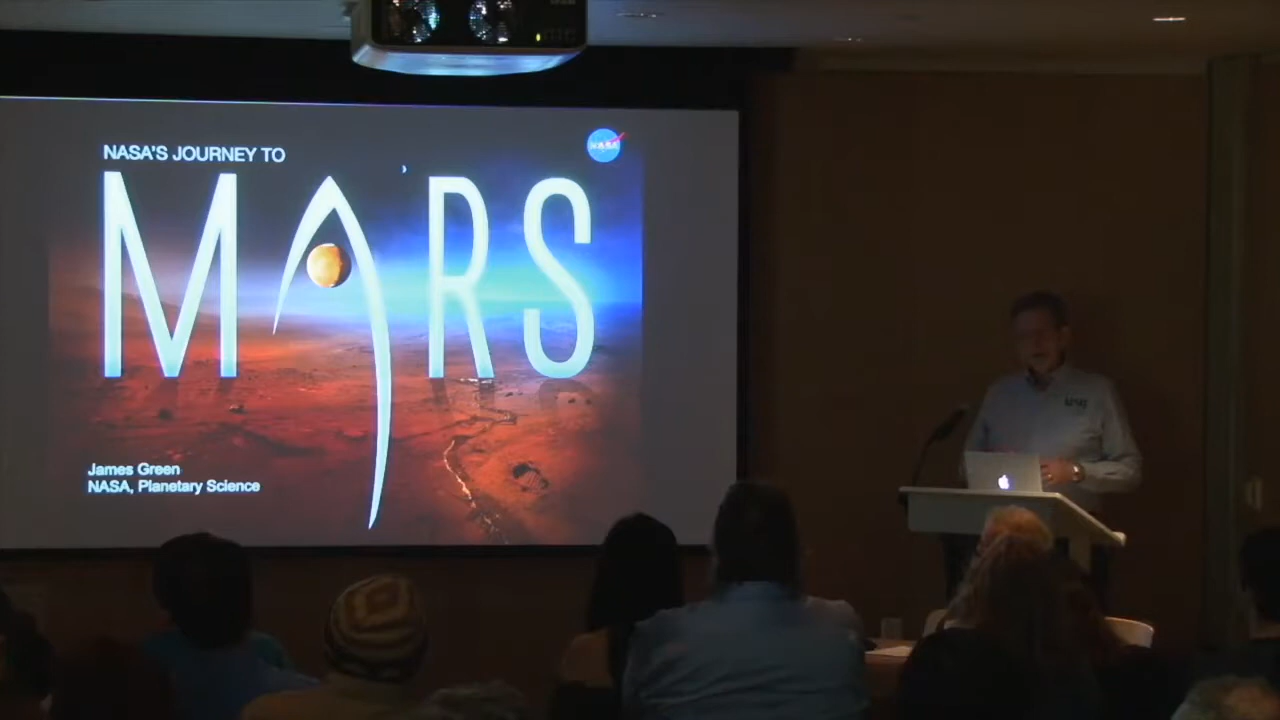 NASA'S JOURNEY TO
NASA
MARS
James Green
NASA, Planetary Science